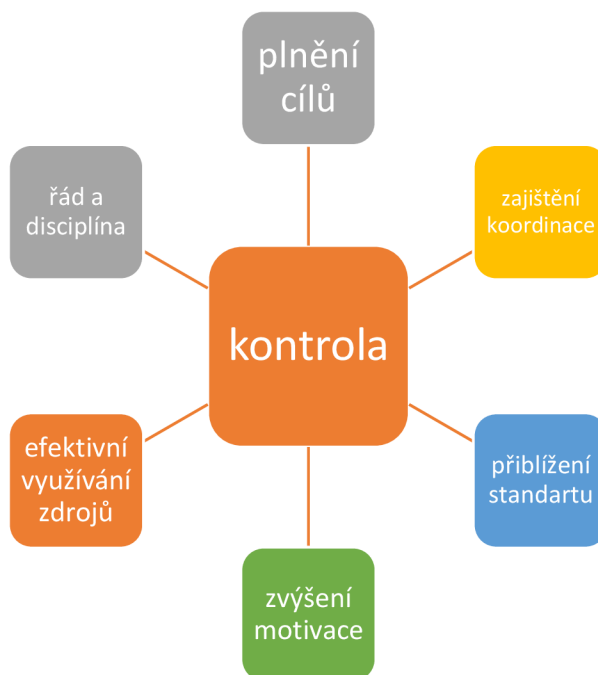 plnění
cílů
řád a
disciplína
zajištění
koordinace
kontrola
efektivní
využívání
zdrojů
přiblížení
standartu
zvýšení
motivace